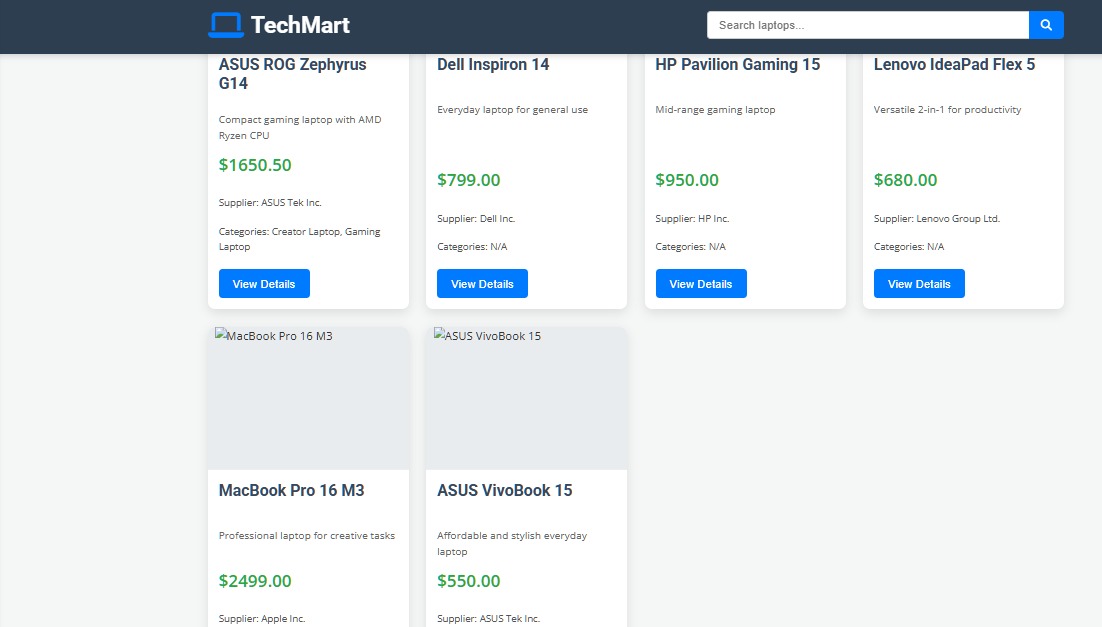 TechMart
Search laptops...
ASUS ROG Zephyrus
G14
Compact gaming laptop with AMD
Ryzen CPU
$1650.50
Supplier: ASUS Tek Inc.
Categories: Creator Laptop, Gaming
Laptop
View Details
Dell Inspiron 14
Everyday laptop for general use
$799.00
Supplier: Dell Inc.
Categories: N/A
View Details
HP Pavilion Gaming 15
Mid-range gaming laptop
$950.00
Supplier: HP Inc.
Categories: N/A
View Details
Lenovo IdeaPad Flex 5
Versatile 2-in-1 for productivity
$680.00
Supplier: Lenovo Group Ltd.
Categories: N/A
View Details
MacBook Pro 16 M3
MacBook Pro 16 M3
Professional laptop for creative tasks
$2499.00
Supplier: Apple Inc.
ASUS VivoBook 15
ASUS VivoBook 15
Affordable and stylish everyday
laptop
$550.00
Supplier: ASUS Tek Inc.